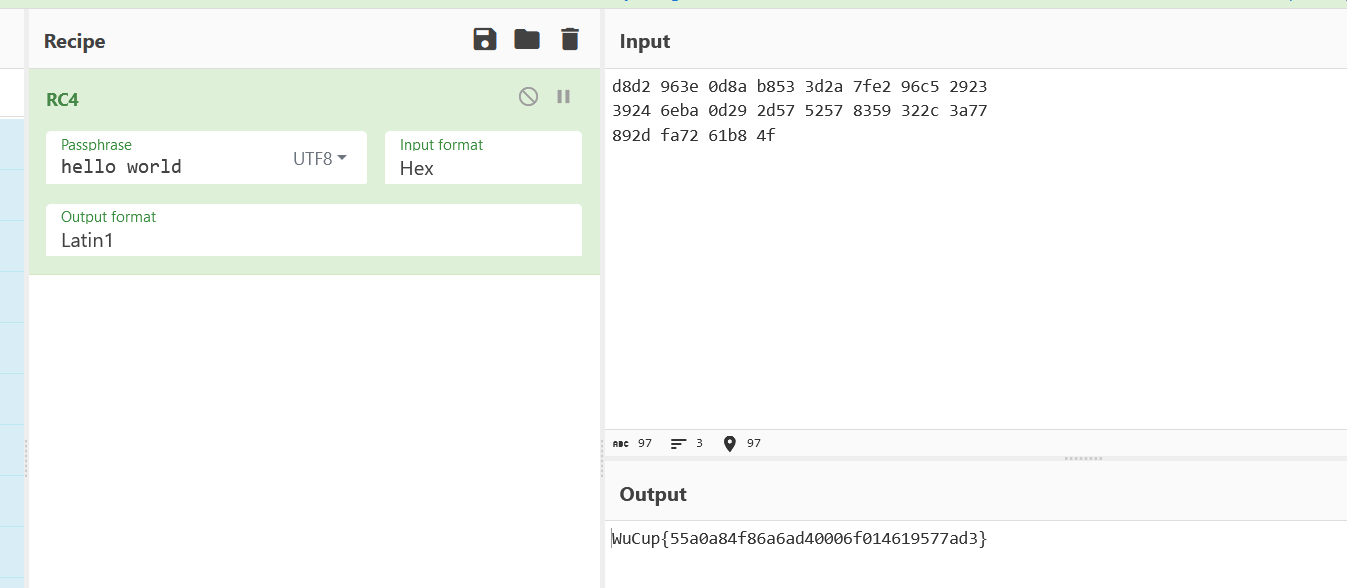 Recipe
RC4
Passphrase
hello world
UTF8
Input format
Hex
Output format
Latin1
Input
d8d2 963e 0d8a b853 3d2a 7fe2 96c5 2923
3924 6eba 0d29 2d57 5257 8359 322c 3a77
892d fa72 61b8 4f
ABC 97 3 97
Output
WuCup{55a0a84f86a6ad40006f014619577ad3}